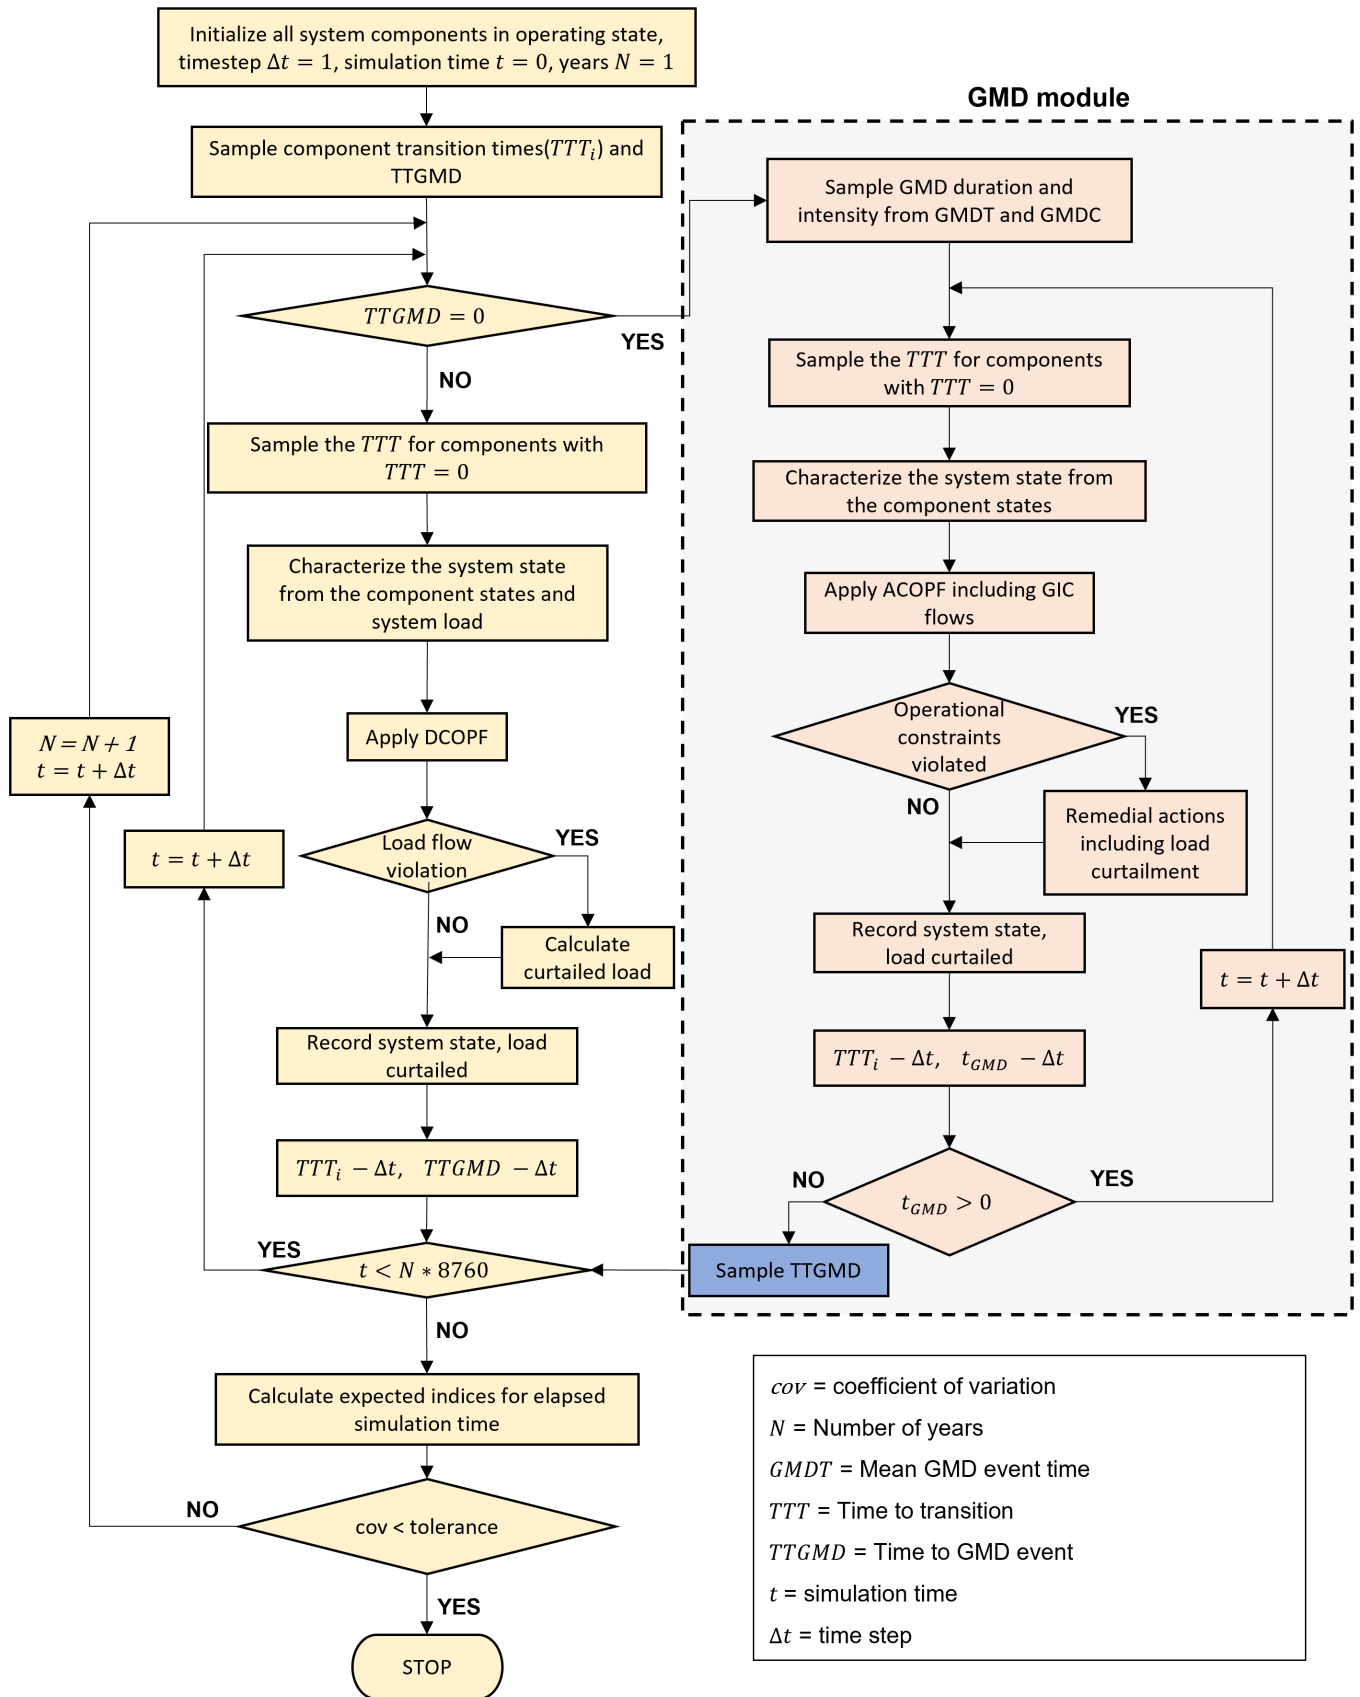 Initialize all system components in operating state,
timestep Δt = 1, simulation time t = 0, years N = 1
Sample component transition times(TTTᵢ) and
TTGMD
TTGMD = 0
YES
NO
Sample the TTT for components with
TTT = 0
Characterize the system state
from the component states and
system load
Apply DCOPF
Load flow
violation
YES
NO
Calculate
curtailed load
Record system state, load
curtailed
TTTᵢ − Δt, TTGMD − Δt
t < N ∗ 8760
YES
NO
Calculate expected indices for elapsed
simulation time
cov < tolerance
NO
YES
STOP
N = N + 1
t = t + Δt
t = t + Δt
GMD module
Sample GMD duration and
intensity from GMDT and GMDC
Sample the TTT for components
with TTT = 0
Characterize the system state from
the component states
Apply ACOPF including GIC
flows
Operational
constraints
violated
YES
NO
Remedial actions
including load
curtailment
Record system state,
load curtailed
TTTᵢ − Δt, t_GMD − Δt
t_GMD > 0
NO
YES
t = t + Δt
Sample TTGMD
cov = coefficient of variation
N = Number of years
GMDT = Mean GMD event time
TTT = Time to transition
TTGMD = Time to GMD event
t = simulation time
Δt = time step